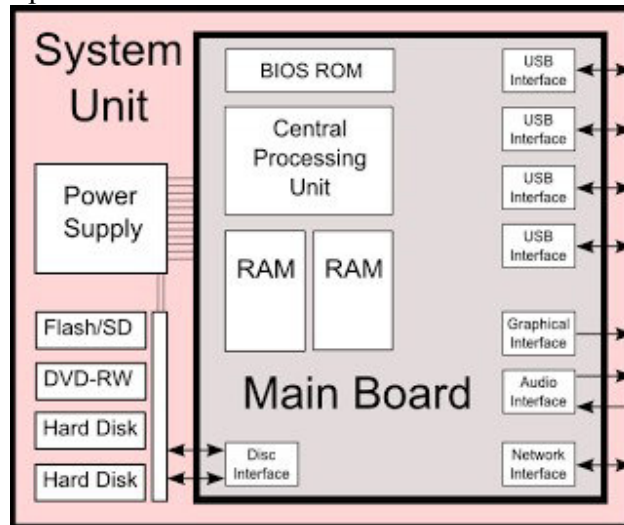 System
Unit
BIOS ROM
Central
Processing
Unit
RAM
RAM
Main Board
Power
Supply
Flash/SD
DVD-RW
Hard Disk
Hard Disk
Disc
Interface
USB
Interface
USB
Interface
USB
Interface
USB
Interface
Graphical
Interface
Audio
Interface
Network
Interface